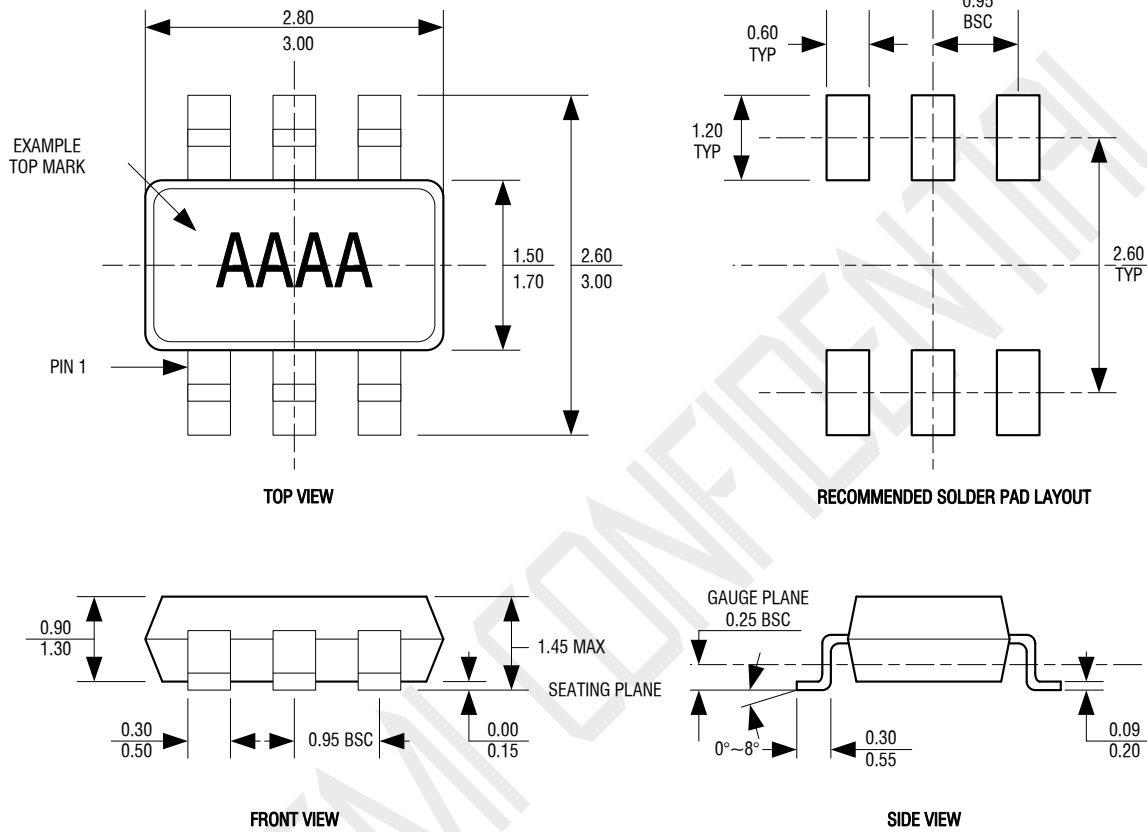 2.80
3.00
EXAMPLE
TOP MARK
AAAA
1.50
1.70
2.60
3.00
PIN 1
TOP VIEW
0.60
TYP
0.95
BSC
1.20
TYP
2.60
TYP
RECOMMENDED SOLDER PAD LAYOUT
0.90
1.30
1.45 MAX
SEATING PLANE
0.30
0.50
0.95 BSC
0.00
0.15
FRONT VIEW
GAUGE PLANE
0.25 BSC
0°~8°
0.30
0.55
0.09
0.20
SIDE VIEW